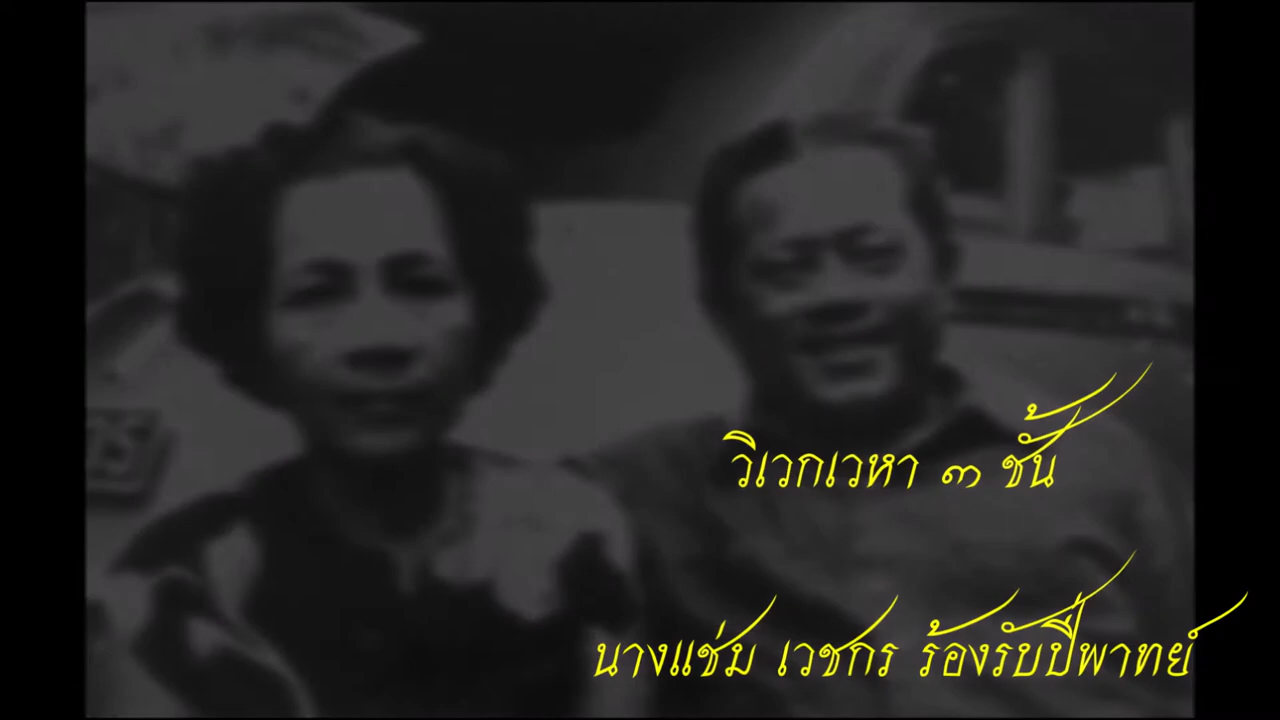 วิเวกเวหา ๓ ชั้น
นางแช่ม เวชกร ร้องรับปี่พาทย์